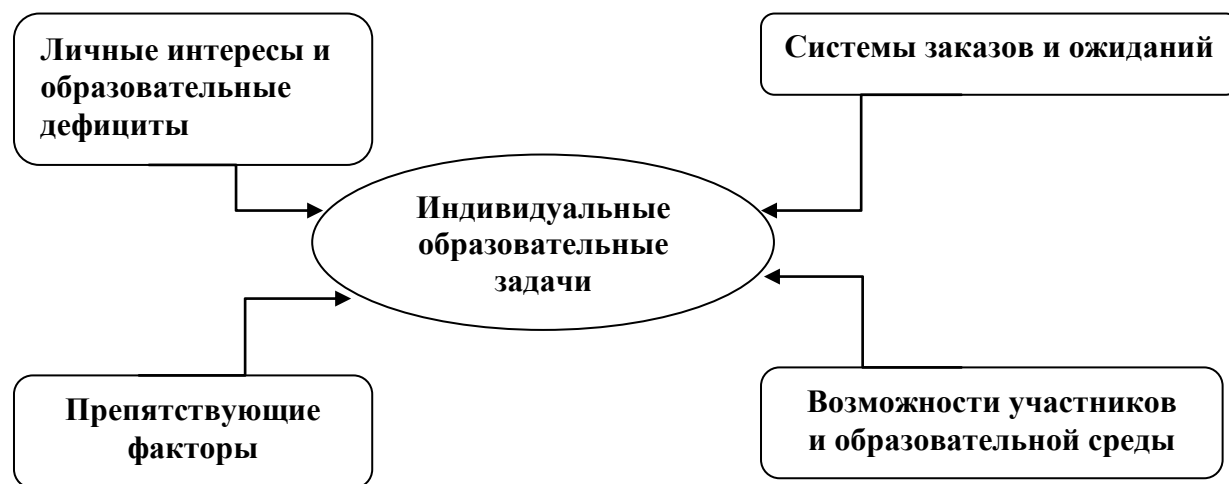 Личные интересы и
образовательные
дефициты
Системы заказов и ожиданий
Индивидуальные
образовательные
задачи
Препятствующие
факторы
Возможности участников
и образовательной среды